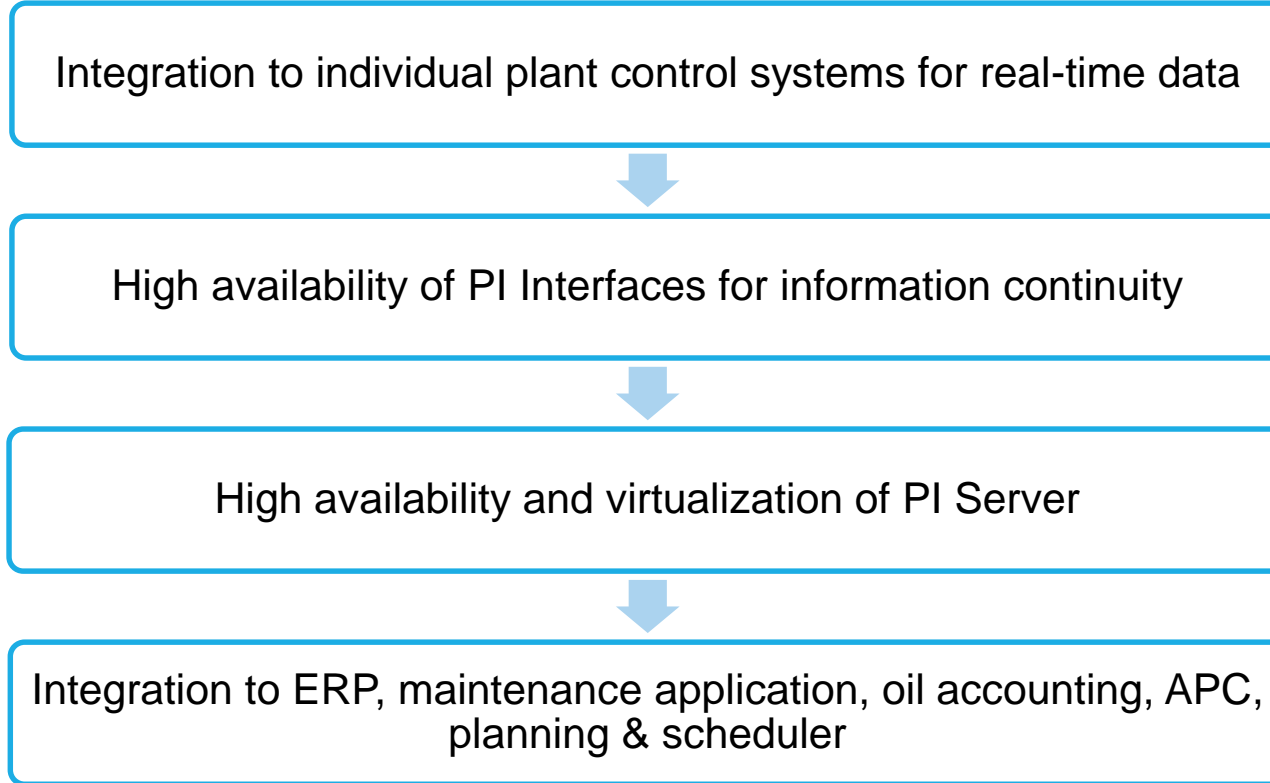 Integration to individual plant control systems for real-time data
High availability of PI Interfaces for information continuity
High availability and virtualization of PI Server
Integration to ERP, maintenance application, oil accounting, APC,
planning & scheduler